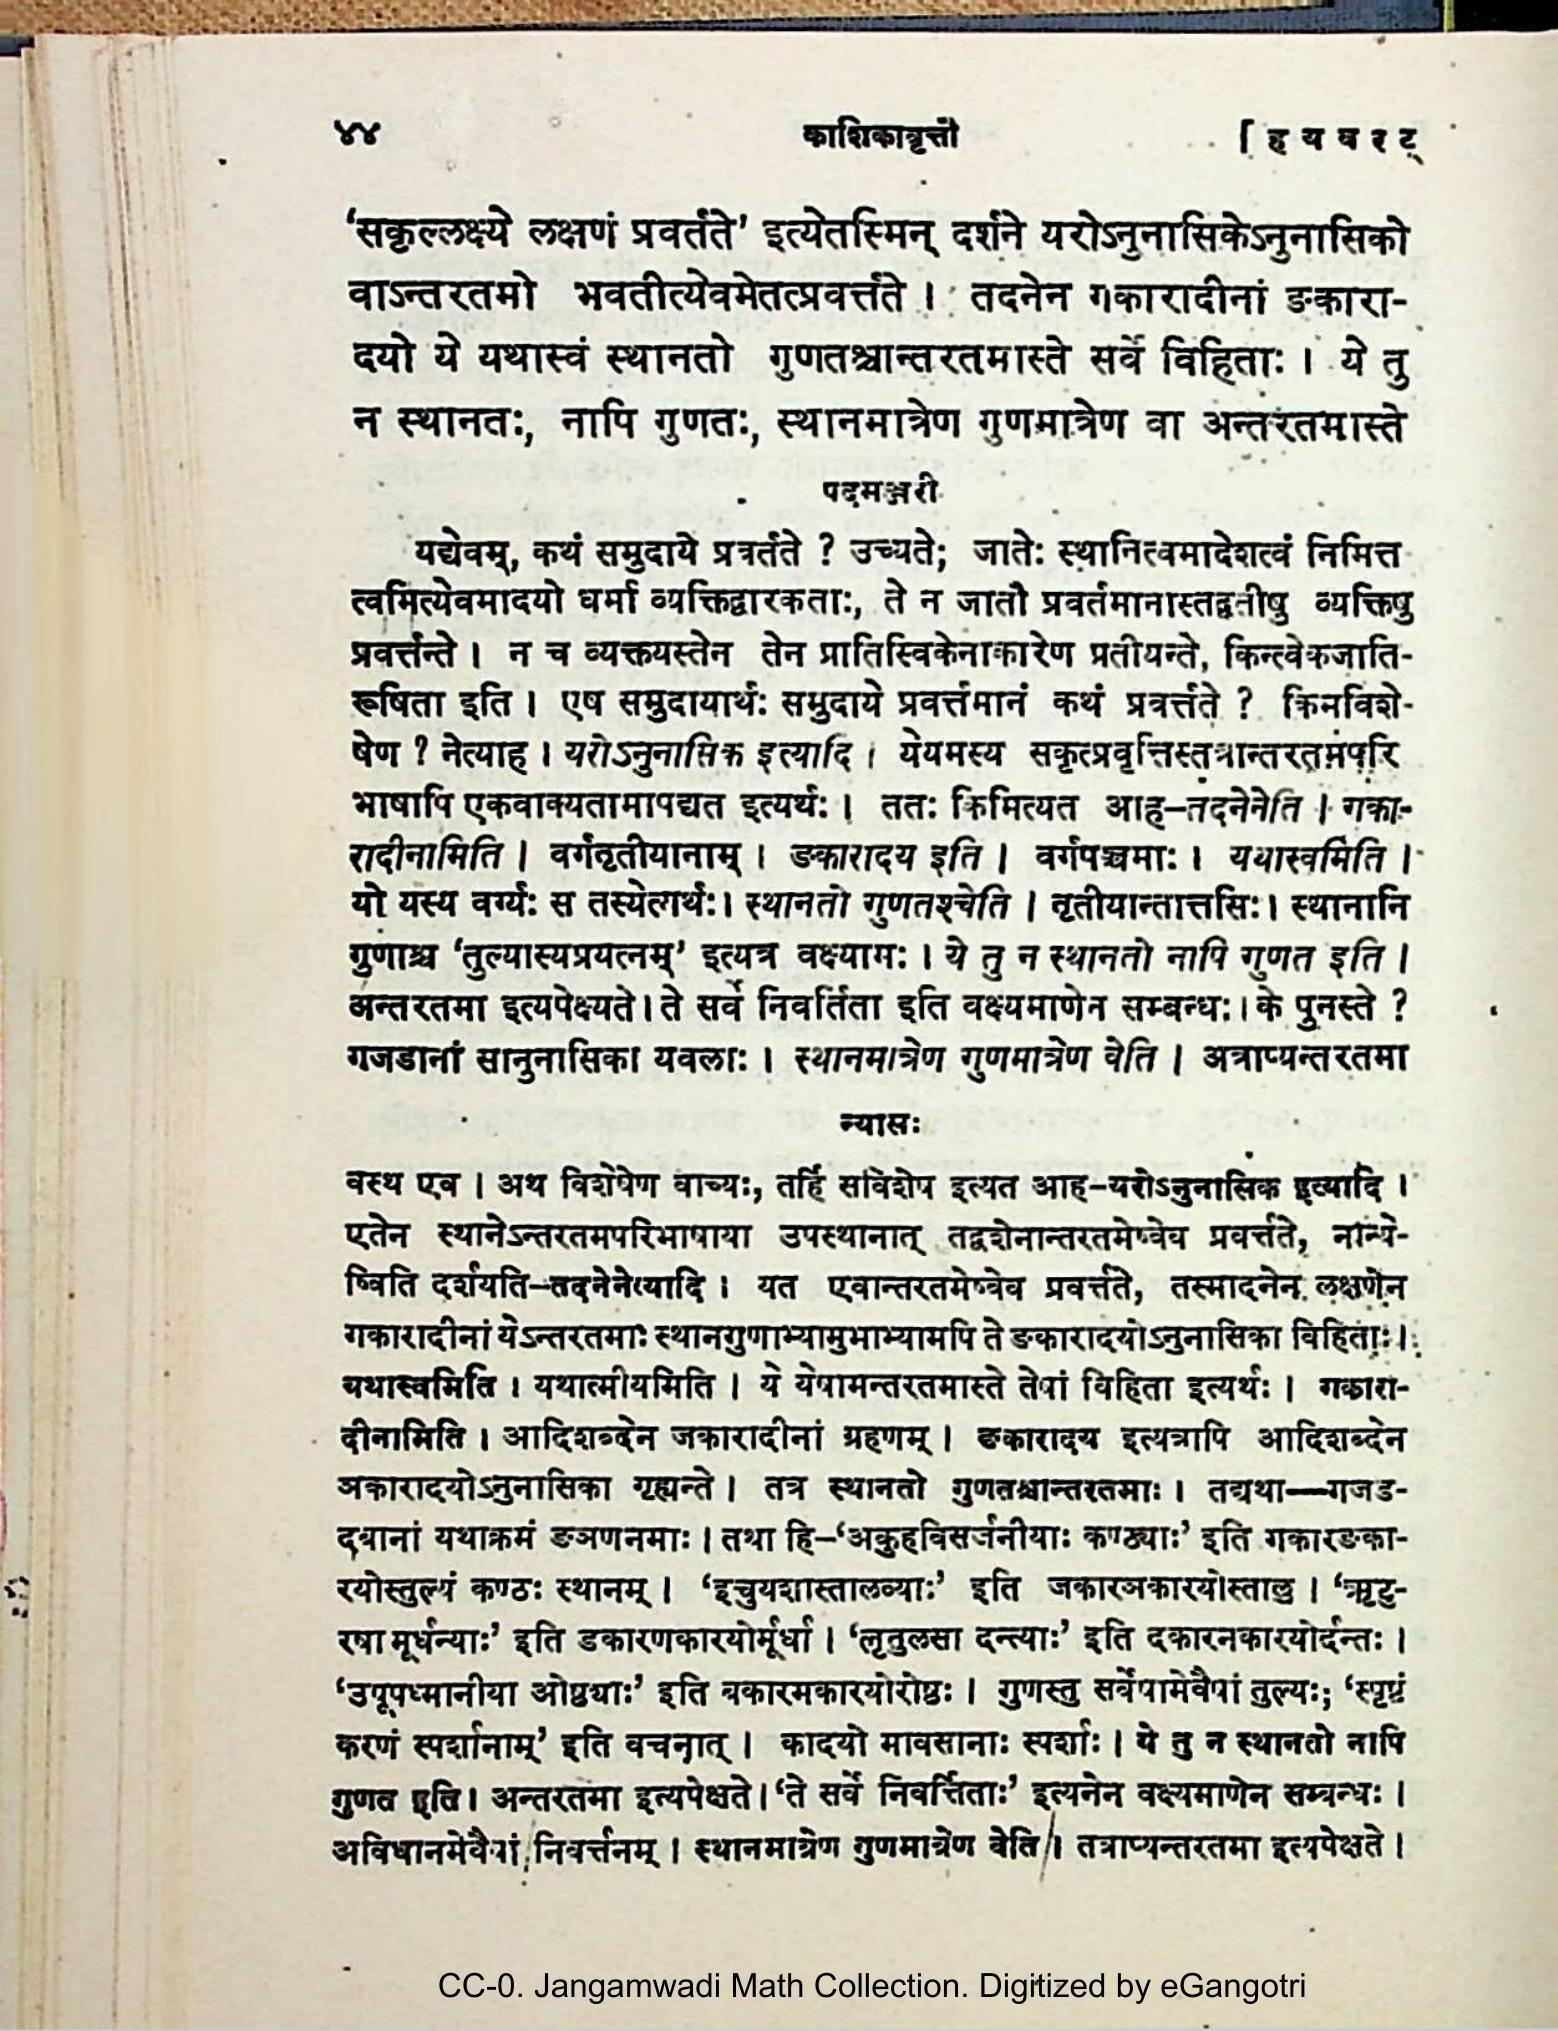 ४४ काशिकावृत्तौ [ ह य व र ट्
‘सकृल्लक्ष्ये लक्षणं प्रवर्तते’ इत्येतस्मिन् दर्शने यरोऽनुनासिकेऽनुनासिको
वाऽन्तरतमो भवतीत्येवमेतत्प्रवर्त्तते । तदनेन गकारादीनां ङकारा-
दयो ये यथास्वं स्थानतो गुणतश्चान्तरतमास्ते सर्वे विहिताः । ये तु
न स्थानतः, नापि गुणतः, स्थानमात्रेण गुणमात्रेण वा अन्तरतमास्ते
पदमञ्जरी
यद्येवम्, कथं समुदाये प्रवर्तते ? उच्यते; जातेः स्थानित्वमादेशत्वं निमित्त
त्वमित्येवमादयो धर्मा व्यक्तिद्वारकताः, ते न जातौ प्रवर्तमानास्तद्वतीषु व्यक्तिषु
प्रवर्त्तन्ते । न च व्यक्तयस्तेन तेन प्रातिस्विकेनाकारेण प्रतीयन्ते, किन्त्वेकजाति-
रूषिता इति । एष समुदायार्थः समुदाये प्रवर्त्तमानं कथं प्रवर्त्तते ? किमविशे-
षेण ? नेत्याह । यरोऽनुनासिक इत्यादि । येयमस्य सकृत्प्रवृत्तिस्तत्रान्तरतमपरि
भाषापि एकवाक्यतामापद्यत इत्यर्थः । ततः किमित्यत आह–तदनेनेति । गका-
रादीनामिति । वर्गतृतीयानाम् । ङकारादय इति । वर्गपञ्चमाः । यथास्वमिति ।
यो यस्य वर्ग्यः स तस्येत्यर्थः । स्थानतो गुणतश्चेति । तृतीयान्तात्तसिः । स्थानानि
गुणाश्च ‘तुल्यास्यप्रयत्नम्’ इत्यत्र वक्ष्यामः । ये तु न स्थानतो नापि गुणत इति ।
अन्तरतमा इत्यपेक्ष्यते । ते सर्वे निवर्तिता इति वक्ष्यमाणेन सम्बन्धः । के पुनस्ते ?
गजडानां सानुनासिका यवलाः । स्थानमात्रेण गुणमात्रेण वेति । अत्राप्यन्तरतमा
न्यासः
वस्थ एव । अथ विशेषेण वाच्यः, तर्हि सविशेष इत्यत आह–यरोऽनुनासिक इत्यादि ।
एतेन स्थानेऽन्तरतमपरिभाषाया उपस्थानात् तद्वशेनान्तरतमेष्वेव प्रवर्त्तते, नान्ये-
ष्विति दर्शयति–तदनेनेत्यादि । यत एवान्तरतमेष्वेव प्रवर्त्तते, तस्मादनेन लक्षणेन
गकारादीनां येऽन्तरतमाः स्थानगुणाभ्यामुभाभ्यामपि ते ङकारादयोऽनुनासिका विहिताः ।
यथास्वमिति । यथात्मीयमिति । ये येषामन्तरतमास्ते तेषां विहिता इत्यर्थः । गकारा-
दीनामिति । आदिशब्देन जकारादीनां ग्रहणम् । ङकारादय इत्यत्रापि आदिशब्देन
ञकारादयोऽनुनासिका गृह्यन्ते । तत्र स्थानतो गुणतश्चान्तरतमाः । तद्यथा—गजड-
दबानां यथाक्रमं ङञणनमाः । तथा हि–‘अकुहविसर्जनीयाः कण्ठ्याः’ इति गकारङका-
रयोस्तुल्यं कण्ठः स्थानम् । ‘इचुयशास्तालव्याः’ इति जकारञकारयोस्तालु । ‘ऋटु-
रषा मूर्धन्याः’ इति डकारणकारयोर्मूर्धा । ‘लृतुलसा दन्त्याः’ इति दकारनकारयोर्दन्तः ।
‘उपूपध्मानीया ओष्ठ्याः’ इति बकारमकारयोरोष्ठः । गुणस्तु सर्वेषामेवैषां तुल्यः; ‘स्पृष्टं
करणं स्पर्शानाम्’ इति वचनात् । कादयो मावसानाः स्पर्शाः । ये तु न स्थानतो नापि
गुणत इति । अन्तरतमा इत्यपेक्षते । ‘ते सर्वे निवर्त्तिताः’ इत्यनेन वक्ष्यमाणेन सम्बन्धः ।
अविधानमेवैषां निवर्त्तनम् । स्थानमात्रेण गुणमात्रेण वेति । तत्राप्यन्तरतमा इत्यपेक्षते ।
CC-0. Jangamwadi Math Collection. Digitized by eGangotri